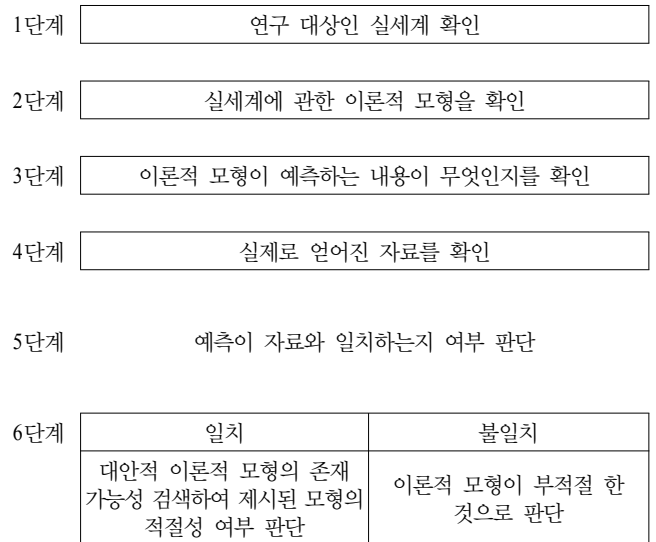 1단계 연구 대상인 실세계 확인
2단계 실세계에 관한 이론적 모형을 확인
3단계 이론적 모형이 예측하는 내용이 무엇인지를 확인
4단계 실제로 얻어진 자료를 확인
5단계 예측이 자료와 일치하는지 여부 판단
6단계 일치 불일치
대안적 이론적 모형의 존재
가능성 검색하여 제시된 모형의
적절성 여부 판단
이론적 모형이 부적절 한
것으로 판단